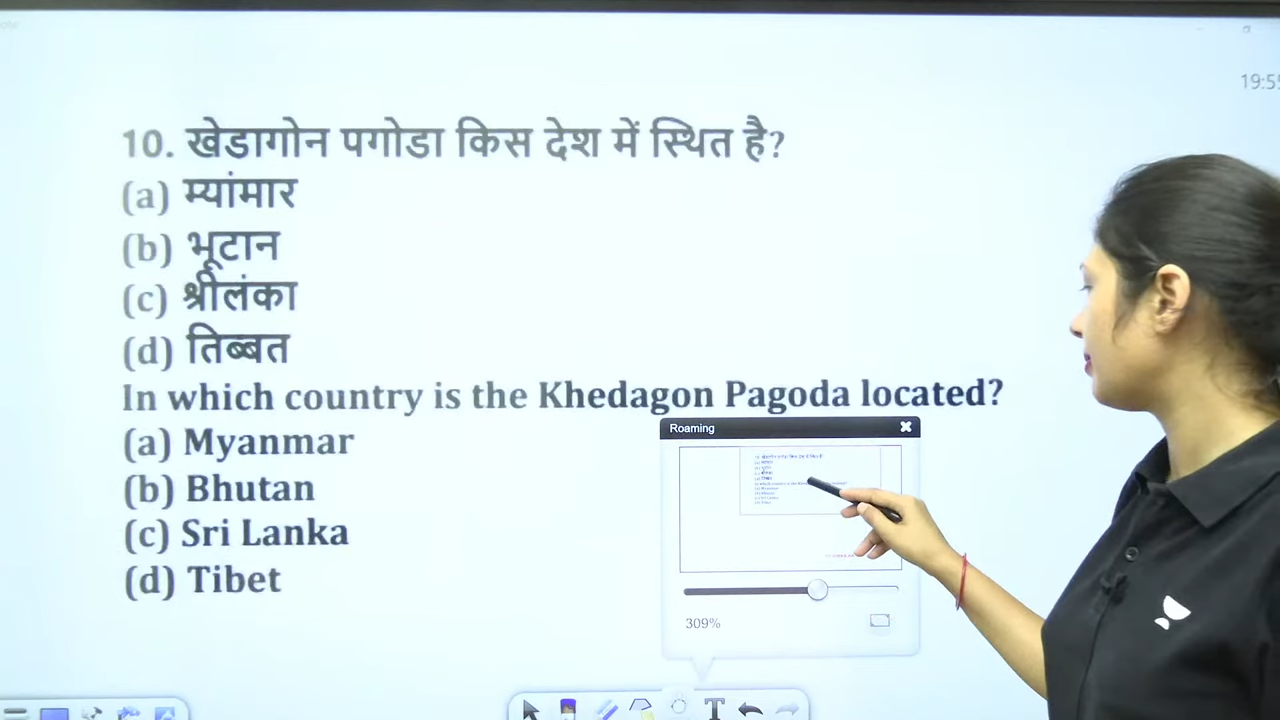 19:55
10. खेडागोन पगोडा किस देश में स्थित है?
(a) म्यांमार
(b) भूटान
(c) श्रीलंका
(d) तिब्बत
In which country is the Khedagon Pagoda located?
(a) Myanmar
(b) Bhutan
(c) Sri Lanka
(d) Tibet
Roaming
309%
T